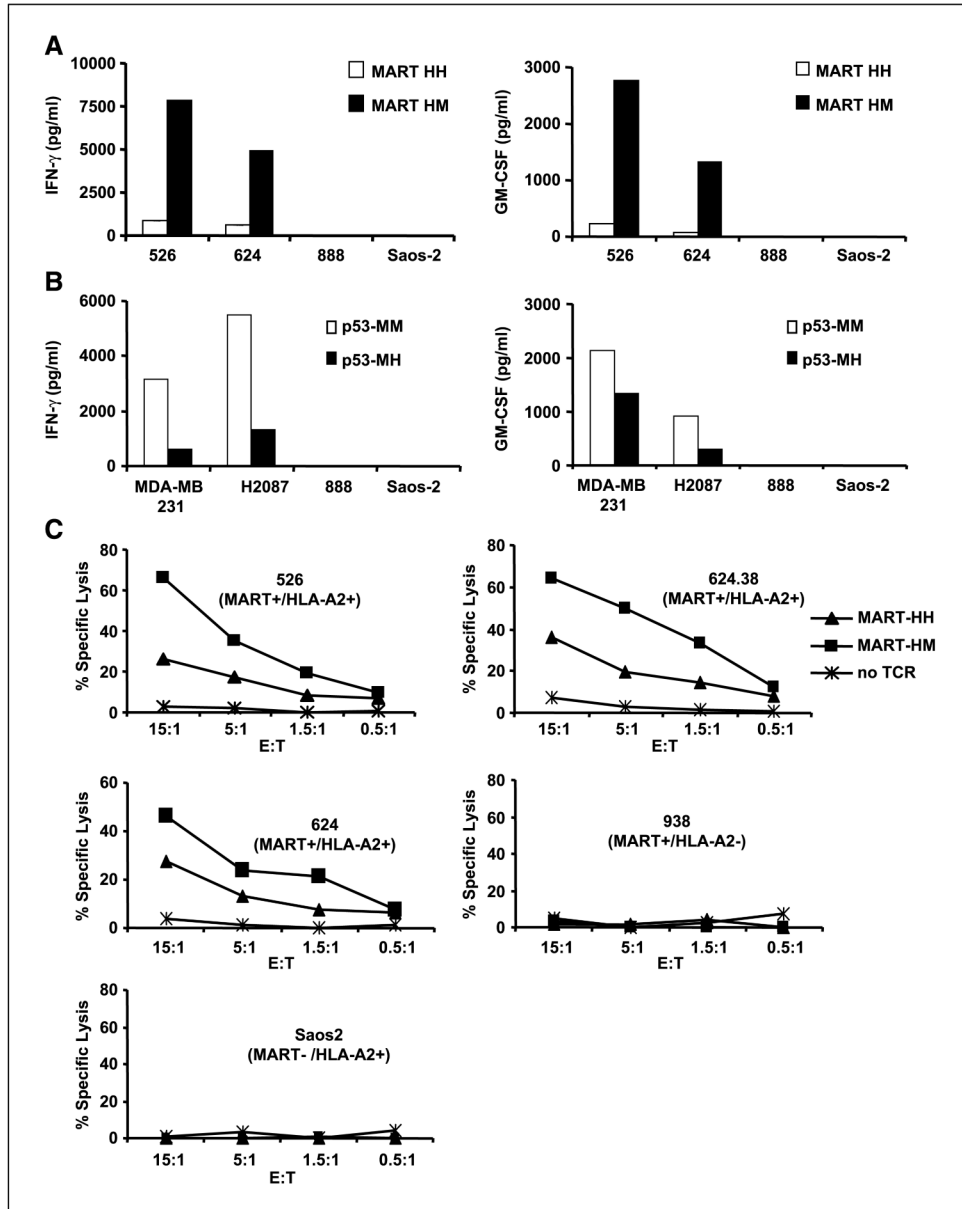 A
10000
7500
5000
2500
0
IFN-γ (pg/ml)
MART HH
MART HM
526 624 888 Saos-2
3000
2000
1000
0
GM-CSF (pg/ml)
MART HH
MART HM
526 624 888 Saos-2
B
6000
4000
2000
0
IFN-γ (pg/ml)
p53-MM
p53-MH
MDA-MB H2087 888 Saos-2
231
3000
2000
1000
0
GM-CSF (pg/ml)
p53-MM
p53-MH
MDA-MB H2087 888 Saos-2
231
C
80
60
40
20
0
% Specific Lysis
526
(MART+/HLA-A2+)
15:1 5:1 1.5:1 0.5:1
E:T
80
60
40
20
0
% Specific Lysis
624.38
(MART+/HLA-A2+)
15:1 5:1 1.5:1 0.5:1
E:T
MART-HH
MART-HM
no TCR
60
40
20
0
% Specific Lysis
624
(MART+/HLA-A2+)
15:1 5:1 1.5:1 0.5:1
E:T
80
60
40
20
0
% Specific Lysis
938
(MART+/HLA-A2-)
15:1 5:1 1.5:1 0.5:1
E:T
80
60
40
20
0
% Specific Lysis
Saos2
(MART- /HLA-A2+)
15:1 5:1 1.5:1 0.5:1
E:T